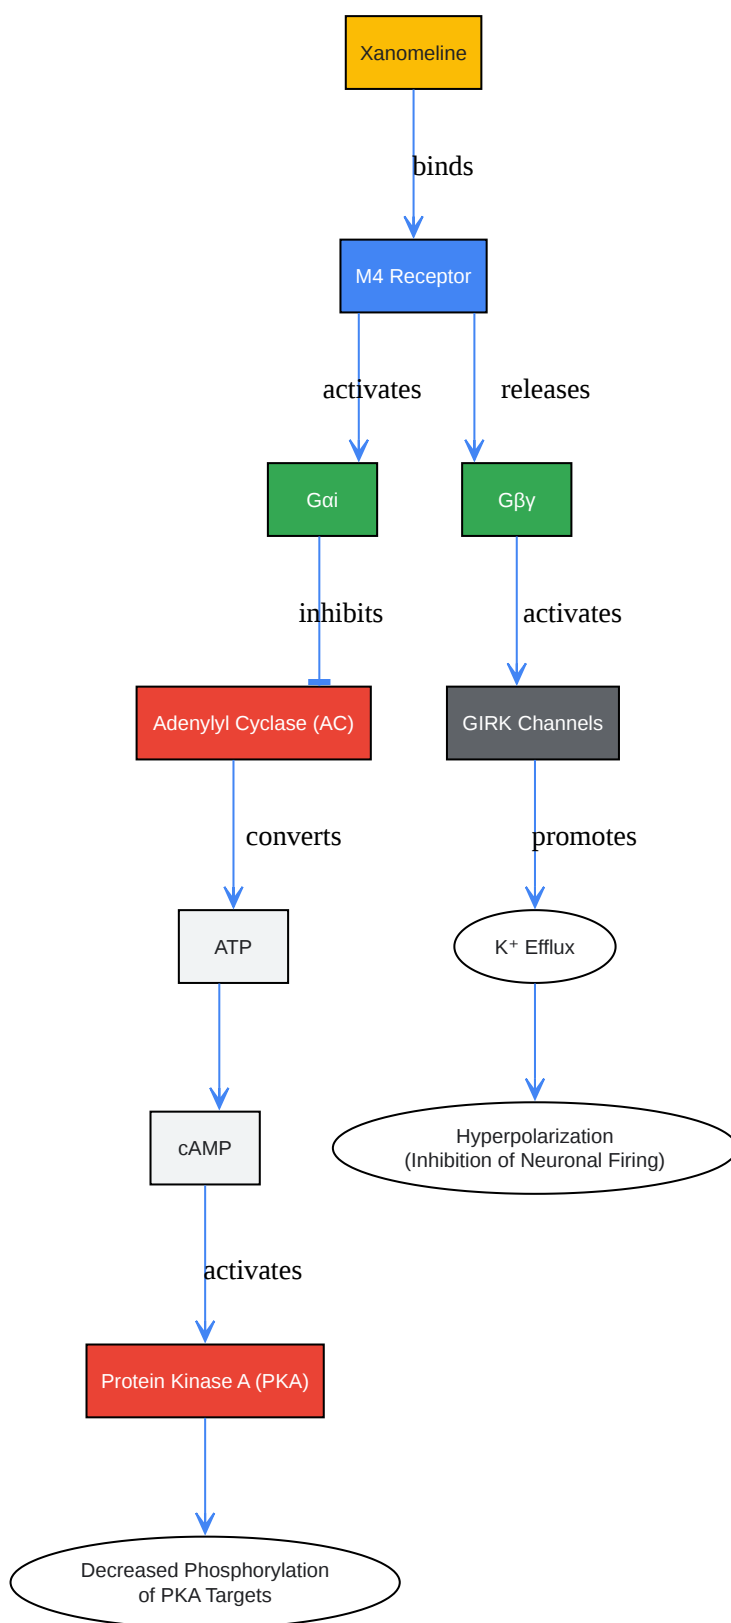 Xanomeline
binds
M4 Receptor
activates
releases
Gαi
Gβγ
inhibits
activates
Adenylyl Cyclase (AC)
GIRK Channels
converts
promotes
ATP
K⁺ Efflux
cAMP
Hyperpolarization
(Inhibition of Neuronal Firing)
activates
Protein Kinase A (PKA)
Decreased Phosphorylation
of PKA Targets